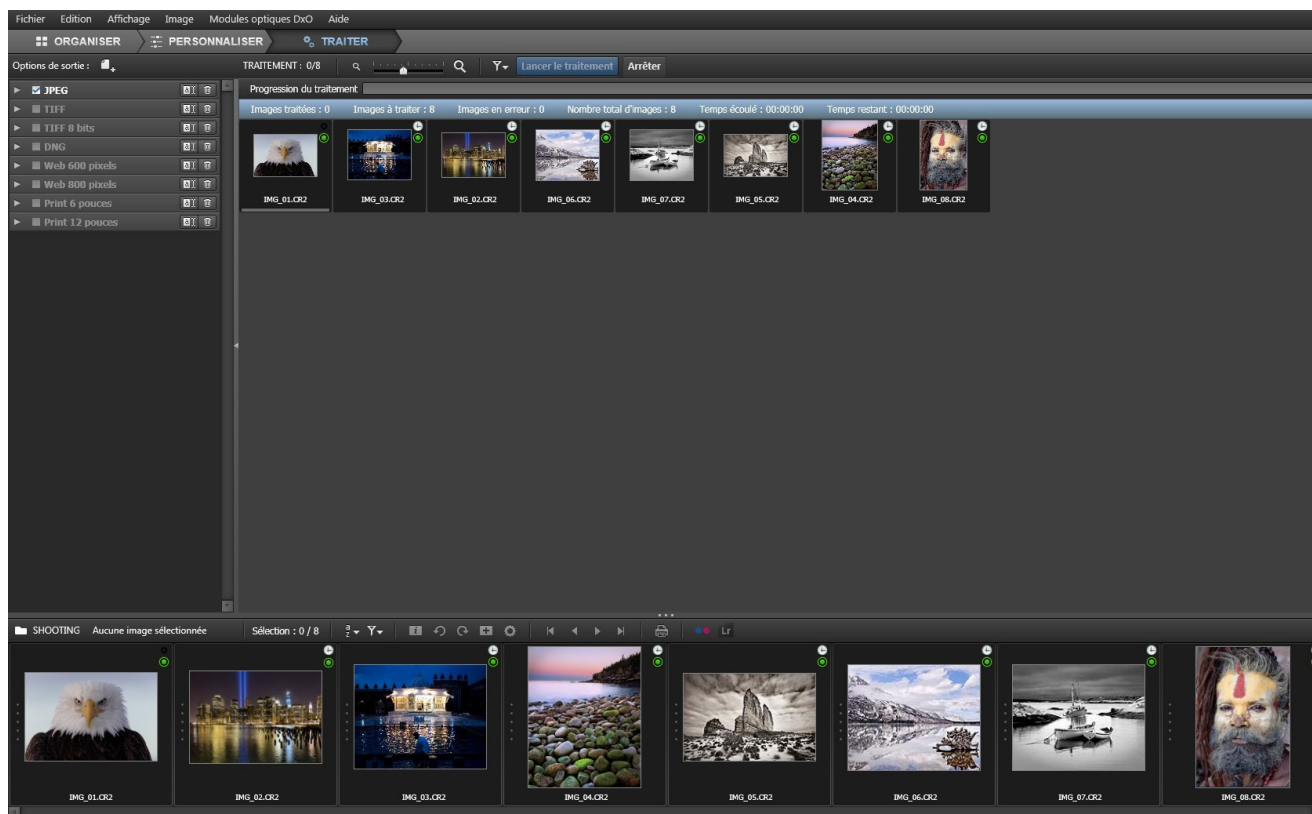 Fichier Edition Affichage Image Modules optiques DxO Aide
ORGANISER PERSONNALISER TRAITER
Options de sortie : TRAITEMENT : 0/8 Lancer le traitement Arrêter
JPEG
TIFF
TIFF 8 bits
DNG
Web 600 pixels
Web 800 pixels
Print 6 pouces
Print 12 pouces
Progression du traitement
Images traitées : 0 Images à traiter : 8 Images en erreur : 0 Nombre total d'images : 8 Temps écoulé : 00:00:00 Temps restant : 00:00:00
IMG_01.CR2 IMG_03.CR2 IMG_02.CR2 IMG_06.CR2 IMG_07.CR2 IMG_05.CR2 IMG_04.CR2 IMG_08.CR2
SHOOTING Aucune image sélectionnée Sélection : 0 / 8 Lr
IMG_01.CR2 IMG_02.CR2 IMG_03.CR2 IMG_04.CR2 IMG_05.CR2 IMG_06.CR2 IMG_07.CR2 IMG_08.CR2